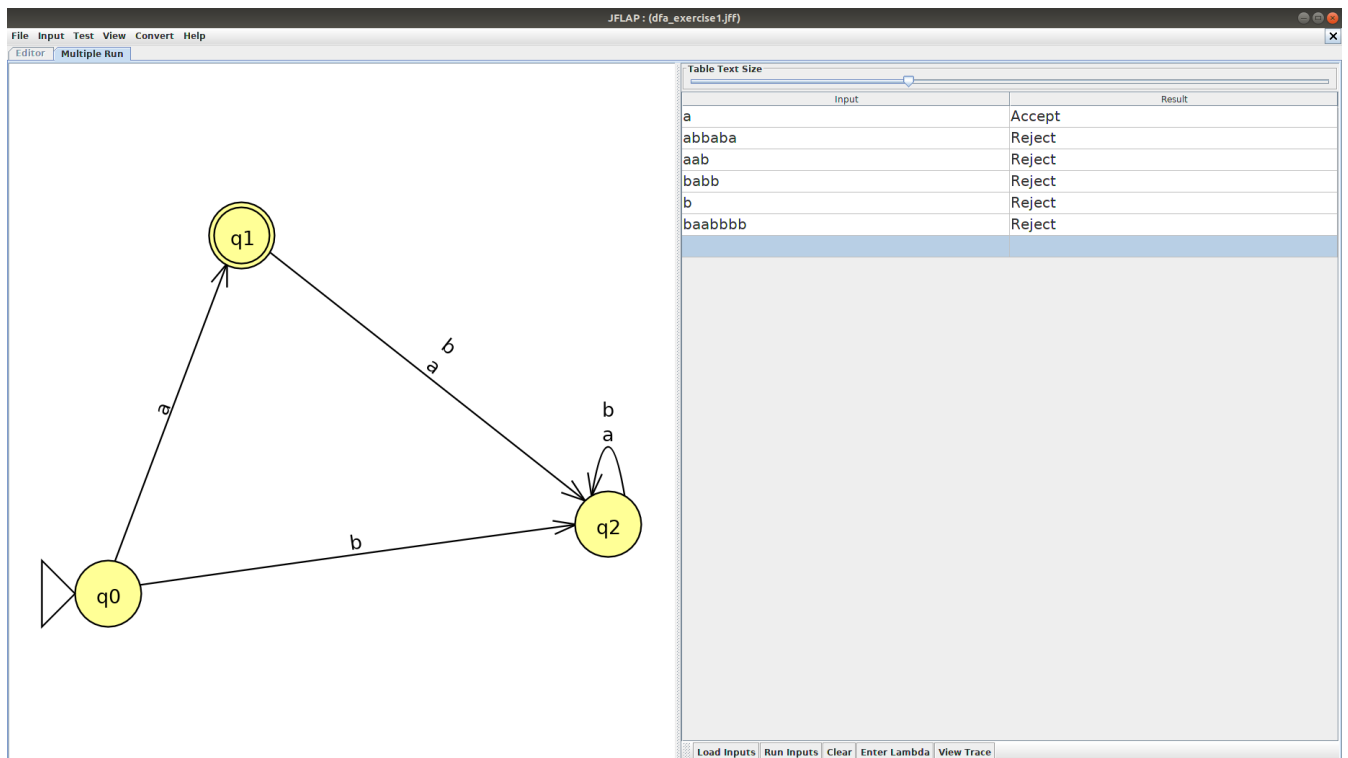 JFLAP : (dfa_exercise1.jff)
File Input Test View Convert Help
Editor Multiple Run
Table Text Size
Input Result
a Accept
abbaba Reject
aab Reject
babb Reject
b Reject
baabbbb Reject
q1
b
a
a
b
a
q2
b
q0
Load Inputs Run Inputs Clear Enter Lambda View Trace